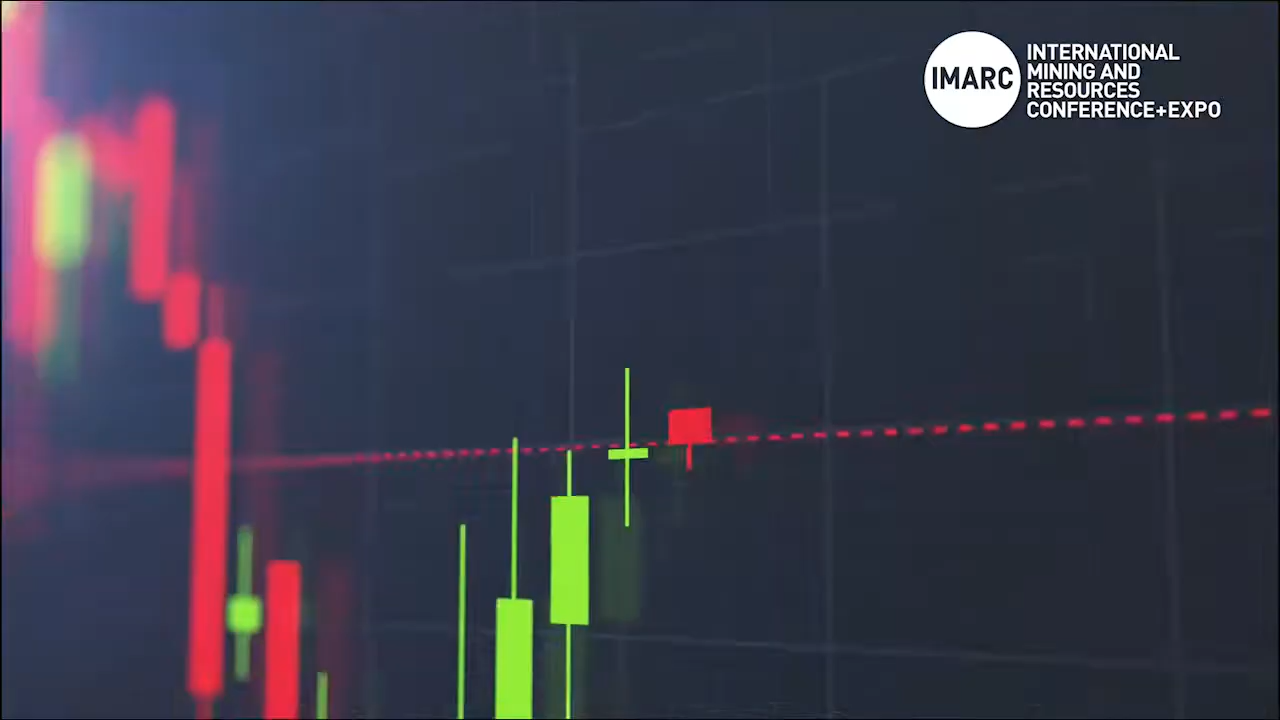 IMARC
INTERNATIONAL
MINING AND
RESOURCES
CONFERENCE+EXPO